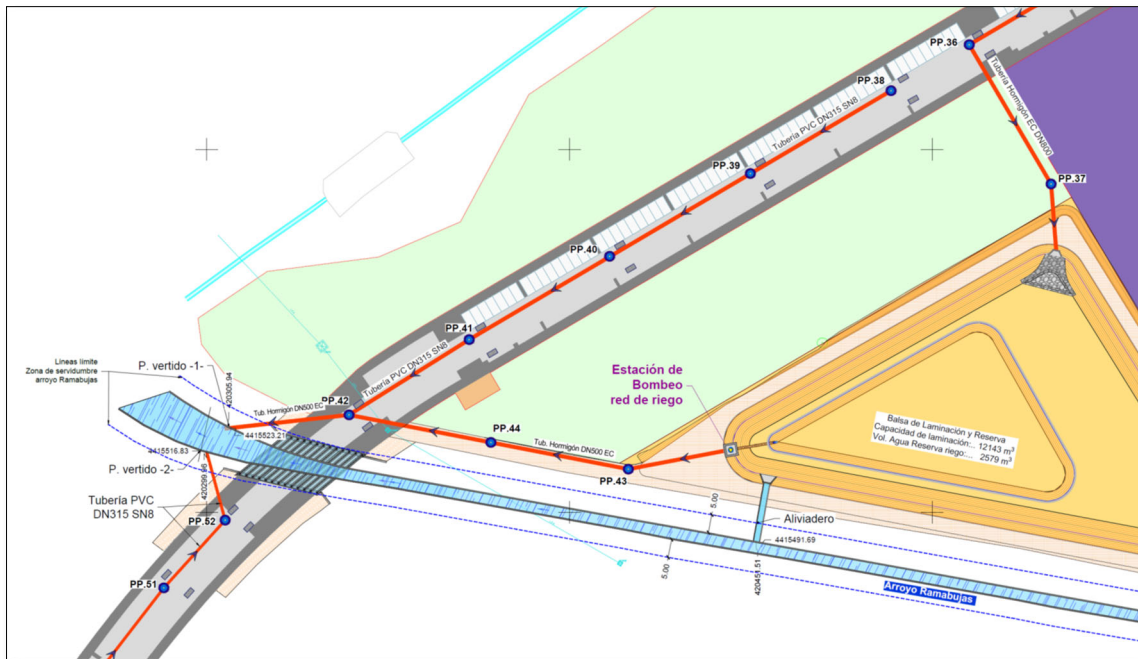 PP.36
PP.38
Tubería PVC DN315 SN8
Tubería Hormigón EC DN800
PP.39
PP.37
PP.40
PP.41
Tubería PVC DN315 SN8
Lineas límite
Zona de servidumbre
arroyo Ramabujas
P. vertido -1-
420305.94
Tub. Hormigón DN500 EC
PP.42
4415523.21
Estación de
Bombeo
red de riego
PP.44
Tub. Hormigón DN500 EC
PP.43
Balsa de Laminación y Reserva
Capacidad de laminación:.. 12143 m³
Vol. Agua Reserva riego:... 2579 m³
4415516.83
P. vertido -2-
420299.96
Tubería PVC
DN315 SN8
PP.52
5.00
Aliviadero
4415491.69
5.00
420451.51
PP.51
Arroyo Ramabujas